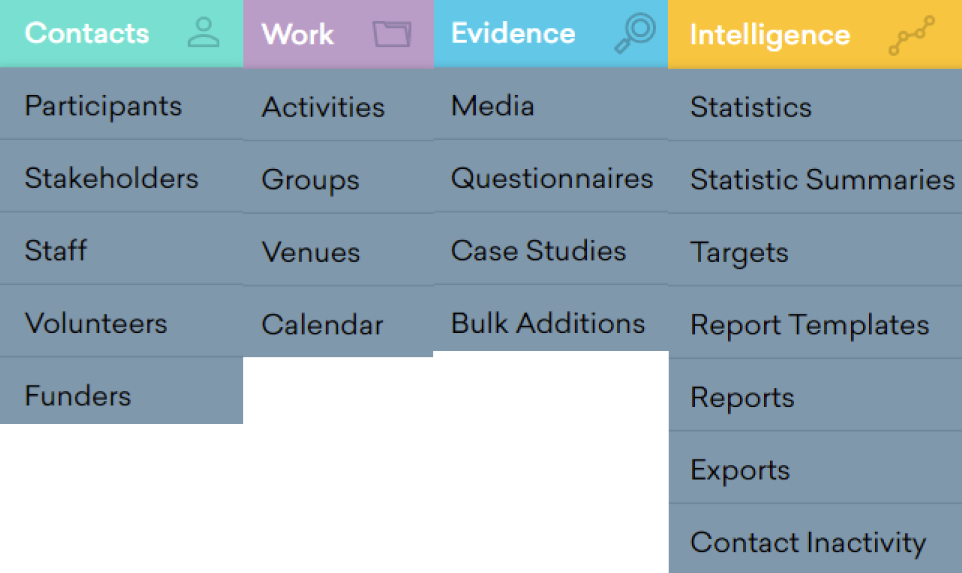 Contacts
Participants
Stakeholders
Staff
Volunteers
Funders
Work
Activities
Groups
Venues
Calendar
Evidence
Media
Questionnaires
Case Studies
Bulk Additions
Intelligence
Statistics
Statistic Summaries
Targets
Report Templates
Reports
Exports
Contact Inactivity